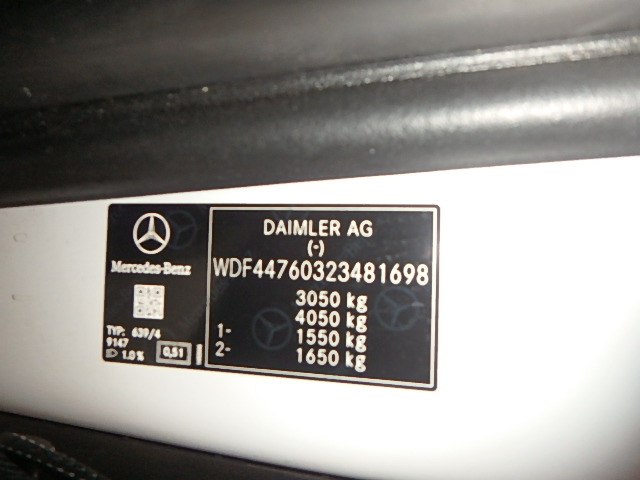 Mercedes-Benz
TYP: 639/4
9147
1.0 %
0,51
DAIMLER AG
(-)
WDF44760323481698
3050 kg
4050 kg
1- 1550 kg
2- 1650 kg